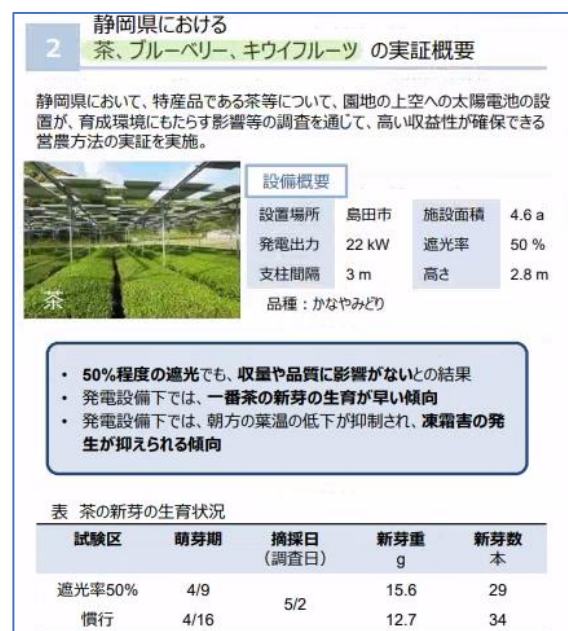 2
静岡県における
茶、ブルーベリー、キウイフルーツ の実証概要
静岡県において、特産品である茶等について、園地の上空への太陽電池の設
置が、育成環境にもたらす影響等の調査を通じて、高い収益性が確保できる
営農方法の実証を実施。
茶
設備概要
設置場所 島田市 施設面積 4.6 a
発電出力 22 kW 遮光率 50 %
支柱間隔 3 m 高さ 2.8 m
品種：かなやみどり
・ 50%程度の遮光でも、収量や品質に影響がないとの結果
・ 発電設備下では、一番茶の新芽の生育が早い傾向
・ 発電設備下では、朝方の葉温の低下が抑制され、凍霜害の発
生が抑えられる傾向
表 茶の新芽の生育状況
試験区 萌芽期 摘採日 新芽重 新芽数
（調査日） g 本
遮光率50% 4/9 15.6 29
5/2
慣行 4/16 12.7 34